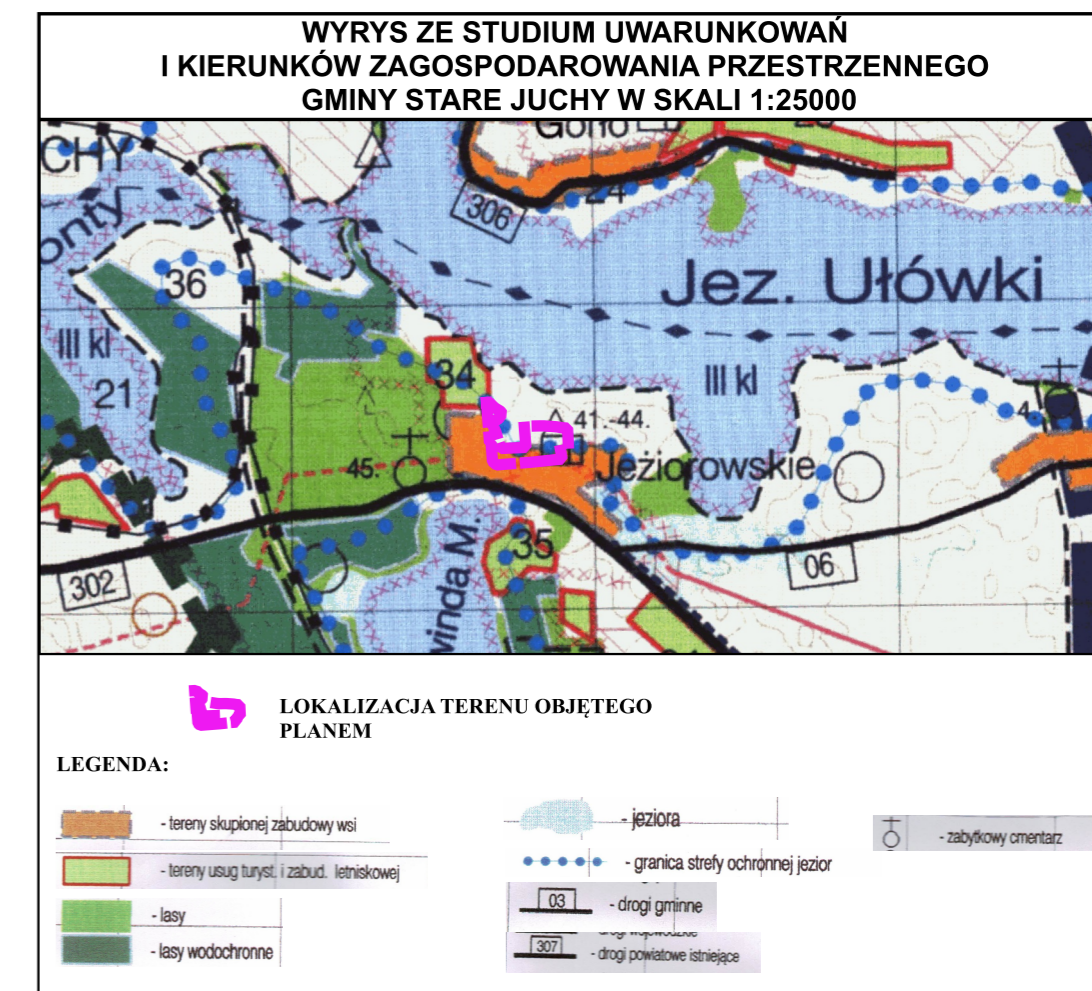 WYRYS ZE STUDIUM UWARUNKOWAŃ
I KIERUNKÓW ZAGOSPODAROWANIA PRZESTRZENNEGO
GMINY STARE JUCHY W SKALI 1:25000
CHY
306
24
36
Jez. Ułówki
III kl
21
34
III kl
41.-44.
4.
45.
Jeziorowskie
35
06
302
LOKALIZACJA TERENU OBJĘTEGO
PLANEM
LEGENDA:
- tereny skupionej zabudowy wsi
- tereny usug turyst. i zabud. letniskowej
- lasy
- lasy wodochronne
- jeziora
- granica strefy ochronnej jezior
03 - drogi gminne
307 - drogi powiatowe istniejące
- zabytkowy cmentarz